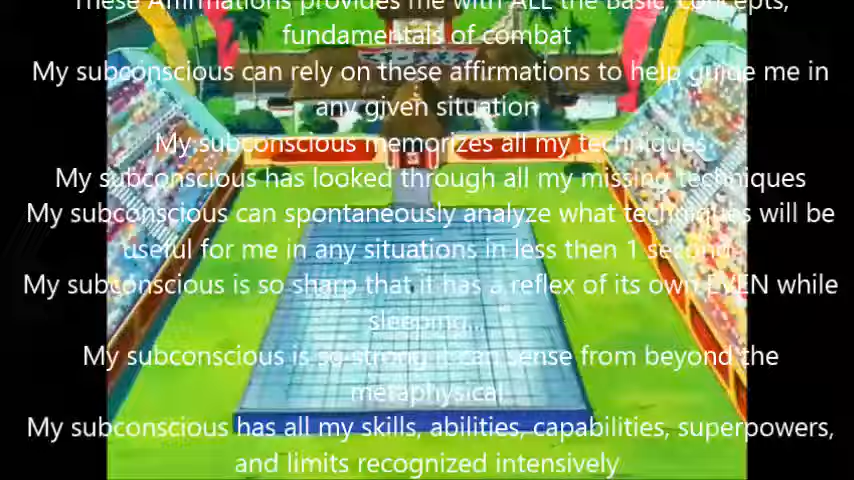 These Affirmations provides me with ALL the Basic, concepts,
fundamentals of combat
My subconscious can rely on these affirmations to help guide me in
any given situation
My subconscious memorizes all my techniques
My subconscious has looked through all my missing techniques
My subconscious can spontaneously analyze what techniques will be
useful for me in any situations in less then 1 second
My subconscious is so sharp that it has a reflex of its own EVEN while
sleeping...
My subconscious is so strong it can sense from beyond the
metaphysical
My subconscious has all my skills, abilities, capabilities, superpowers,
and limits recognized intensively